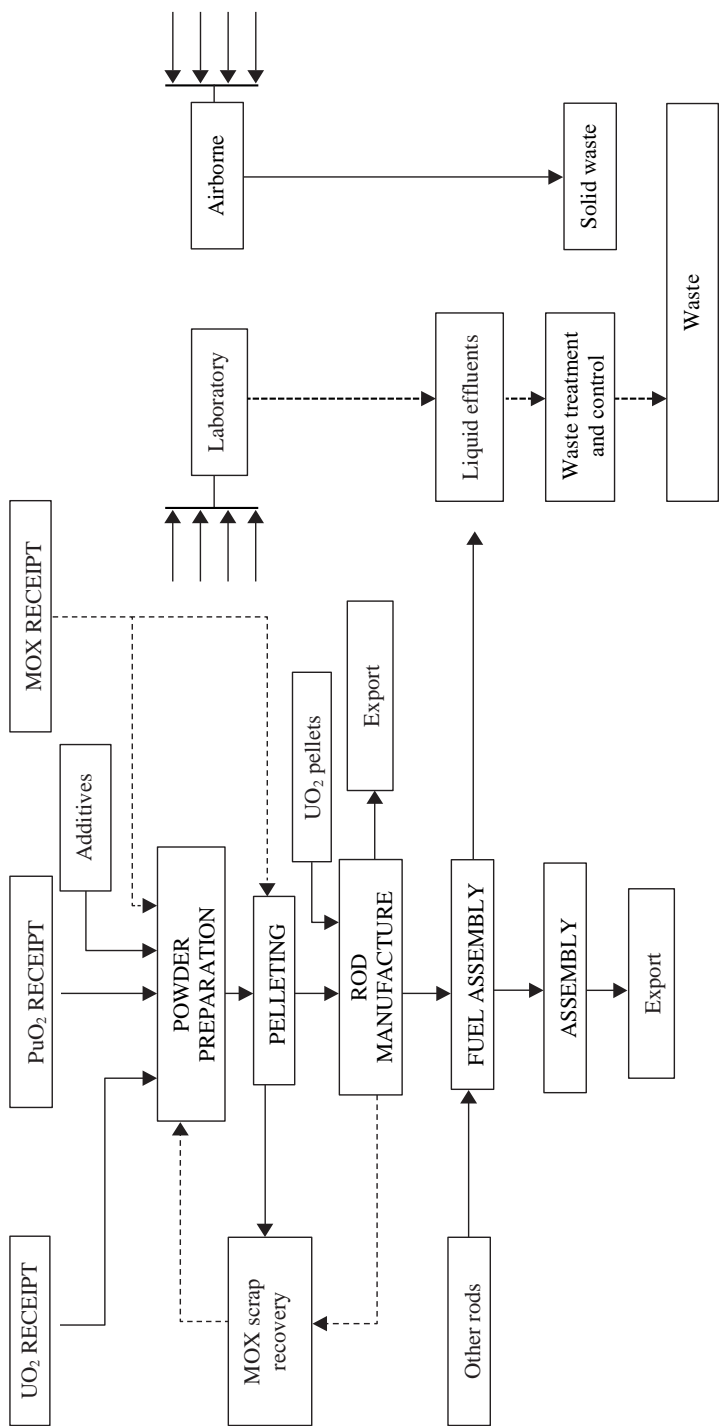 UO₂ RECEIPT
PuO₂ RECEIPT
MOX RECEIPT
Additives
POWDER
PREPARATION
Laboratory
Airborne
MOX scrap
recovery
PELLETING
UO₂ pellets
ROD
MANUFACTURE
Export
Other rods
FUEL ASSEMBLY
Liquid effluents
ASSEMBLY
Waste treatment
and control
Solid waste
Export
Waste